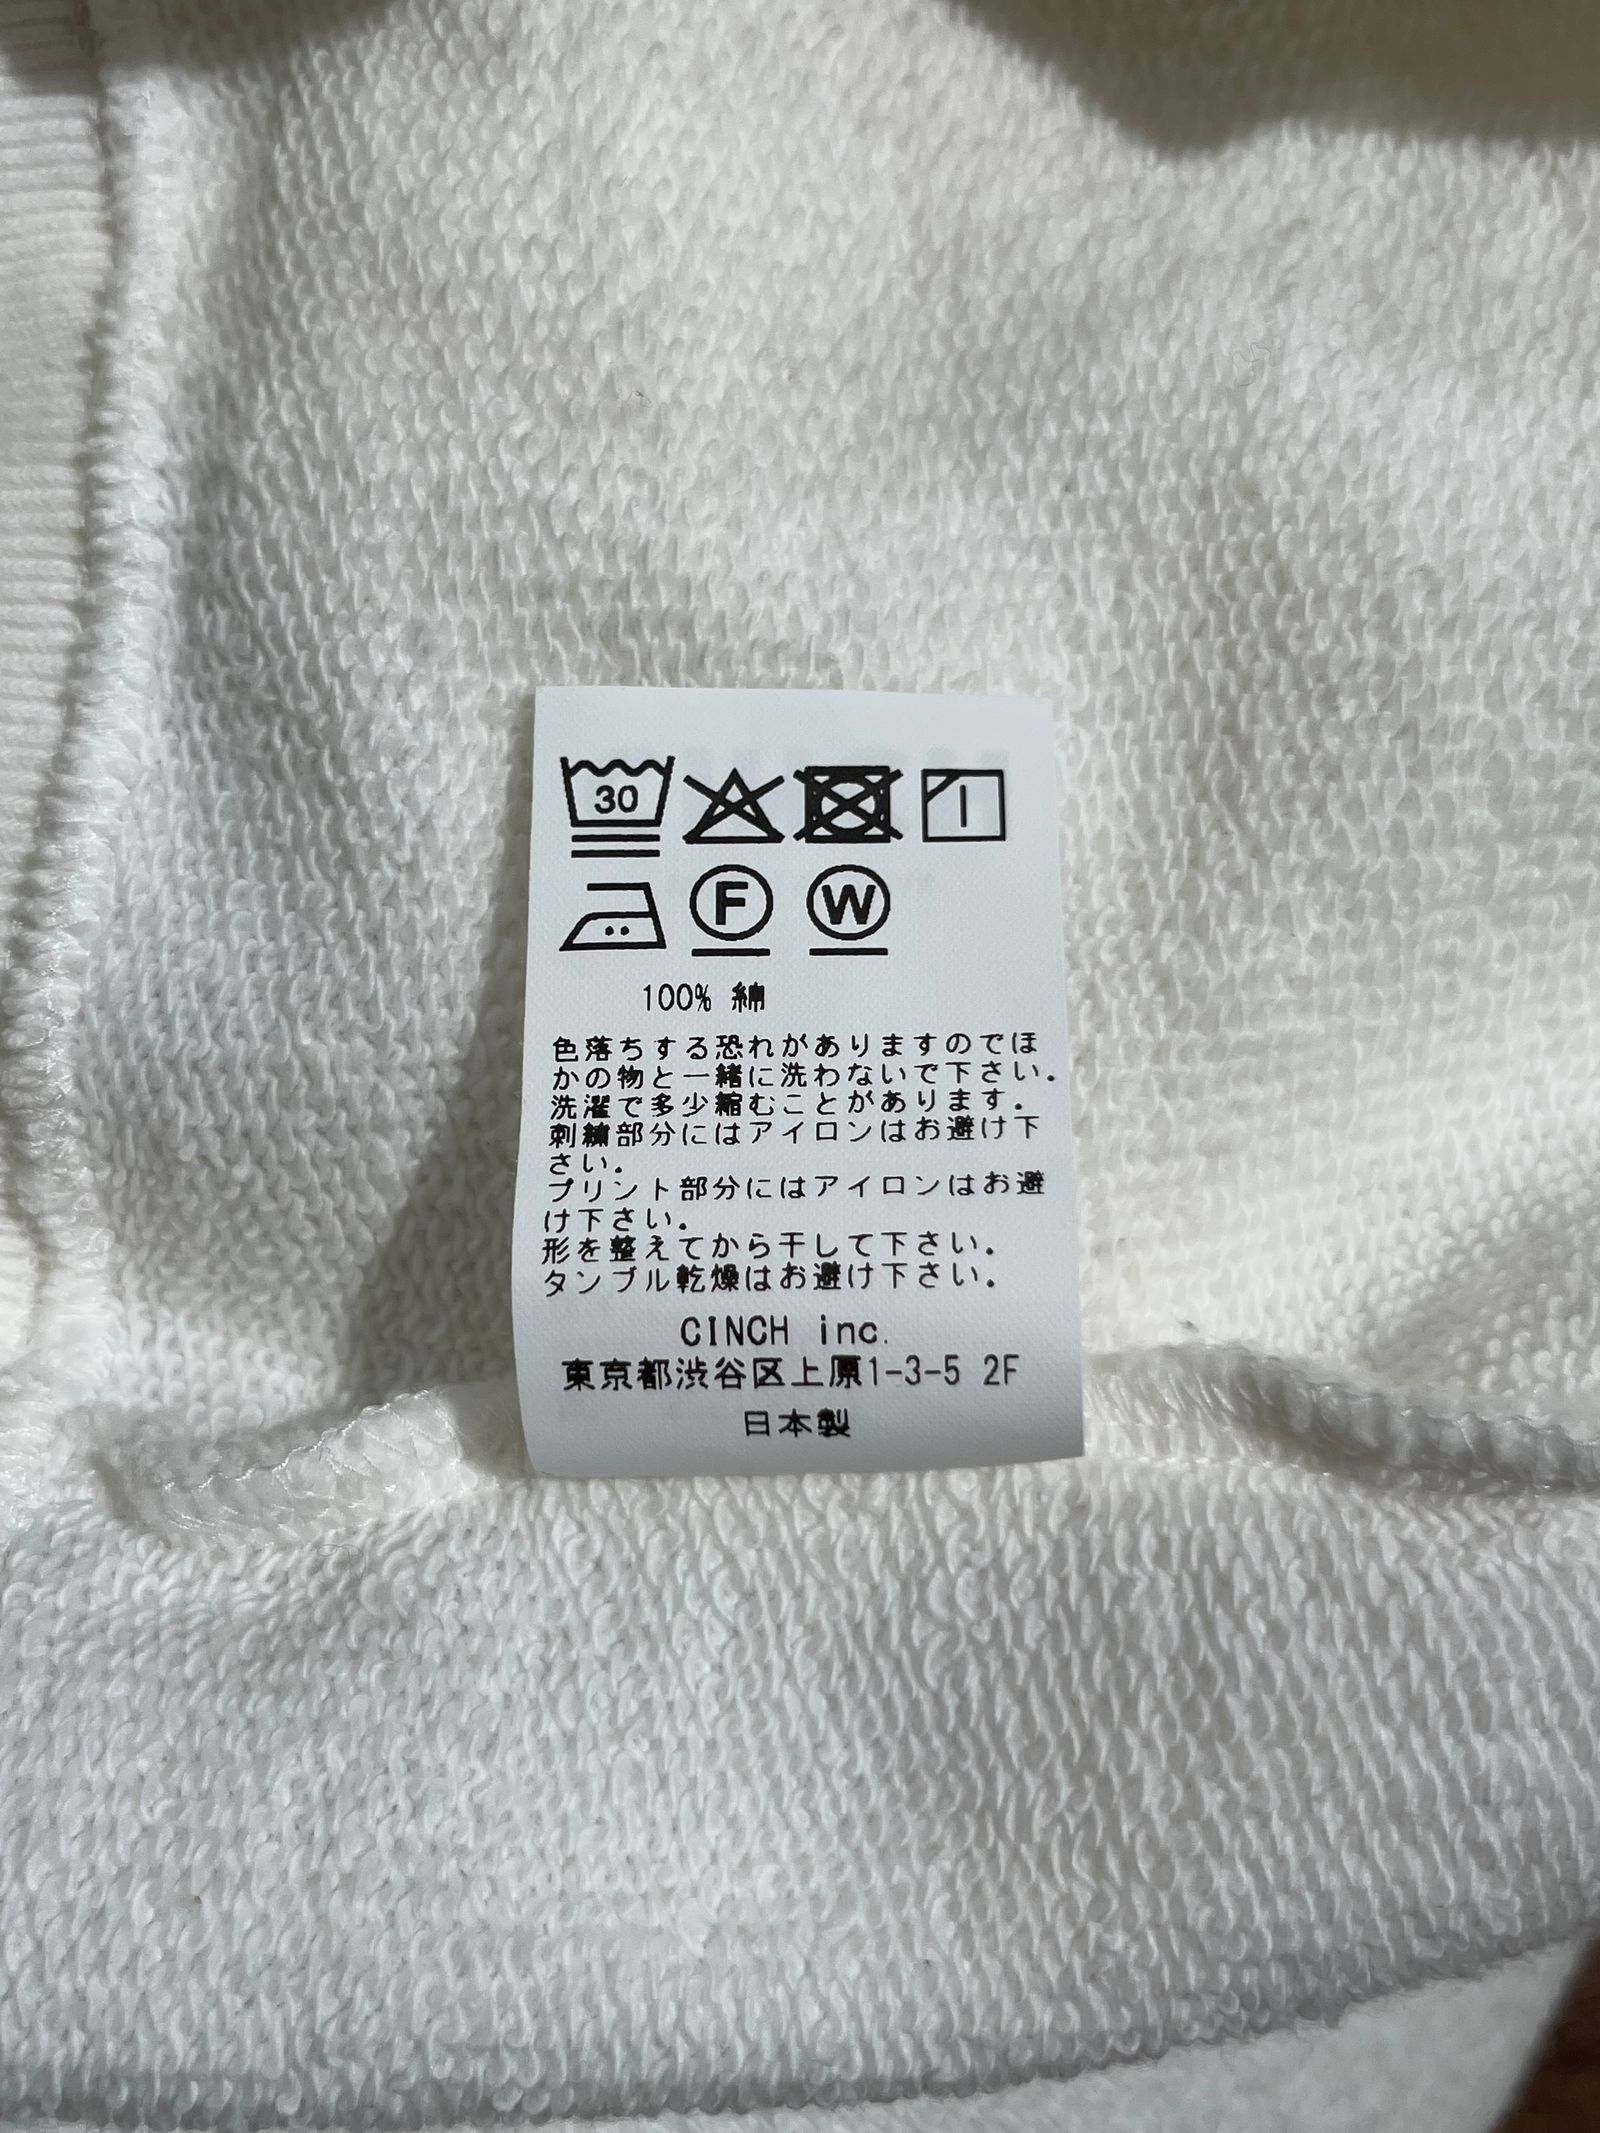 30
F W
100% 綿
色落ちする恐れがありますのでほ
かの物と一緒に洗わないで下さい.
洗濯で多少縮むことがあります.
刺繍部分にはアイロンはお避け下
さい.
プリント部分にはアイロンはお避
け下さい.
形を整えてから干して下さい.
タンブル乾燥はお避け下さい.
CINCH inc.
東京都渋谷区上原1-3-5 2F
日本製